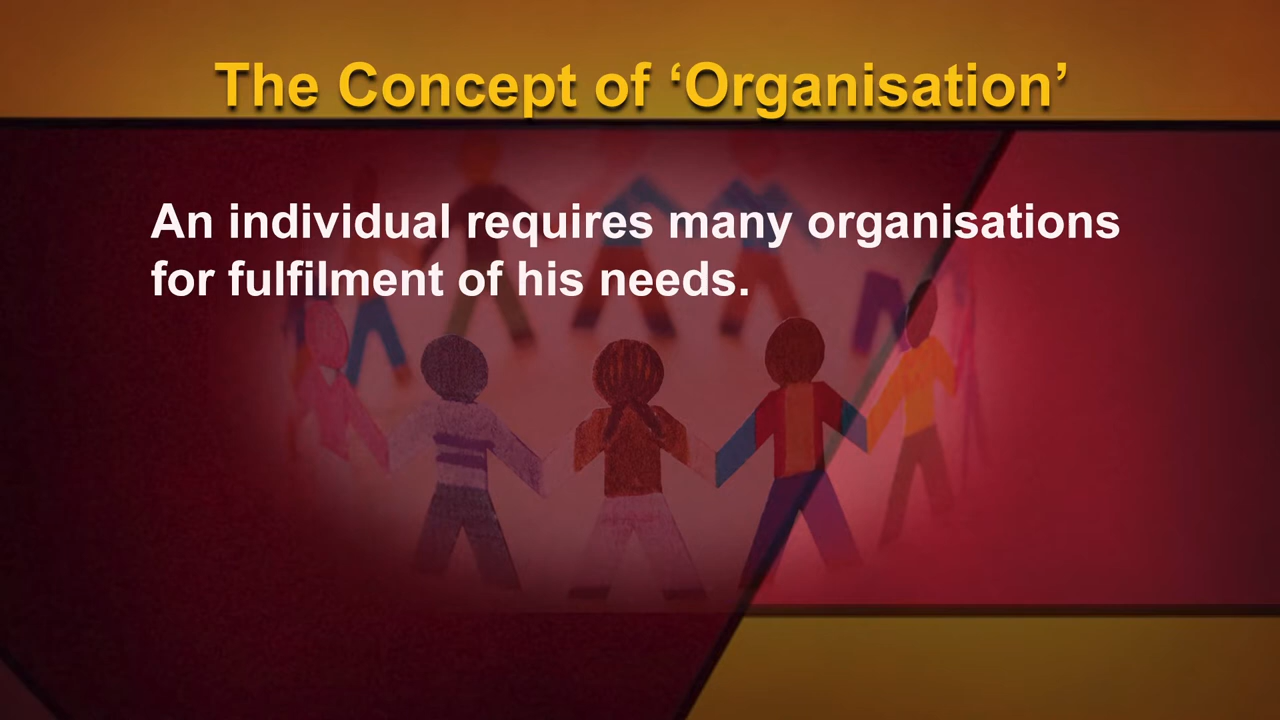 The Concept of ‘Organisation’
An individual requires many organisations
for fulfilment of his needs.